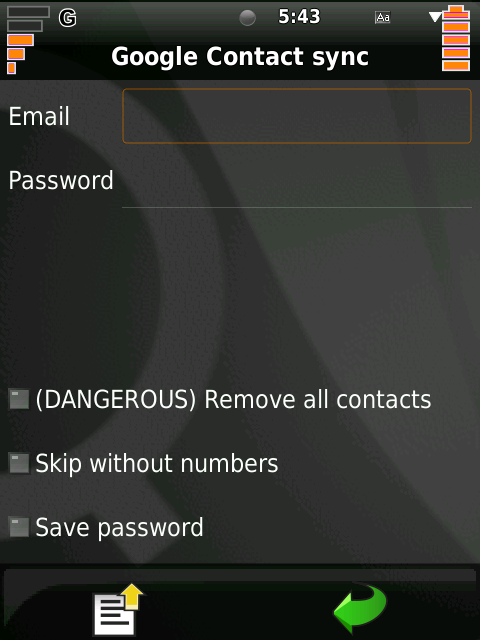 G
5:43
Aa
Google Contact sync
Email
Password
(DANGEROUS) Remove all contacts
Skip without numbers
Save password